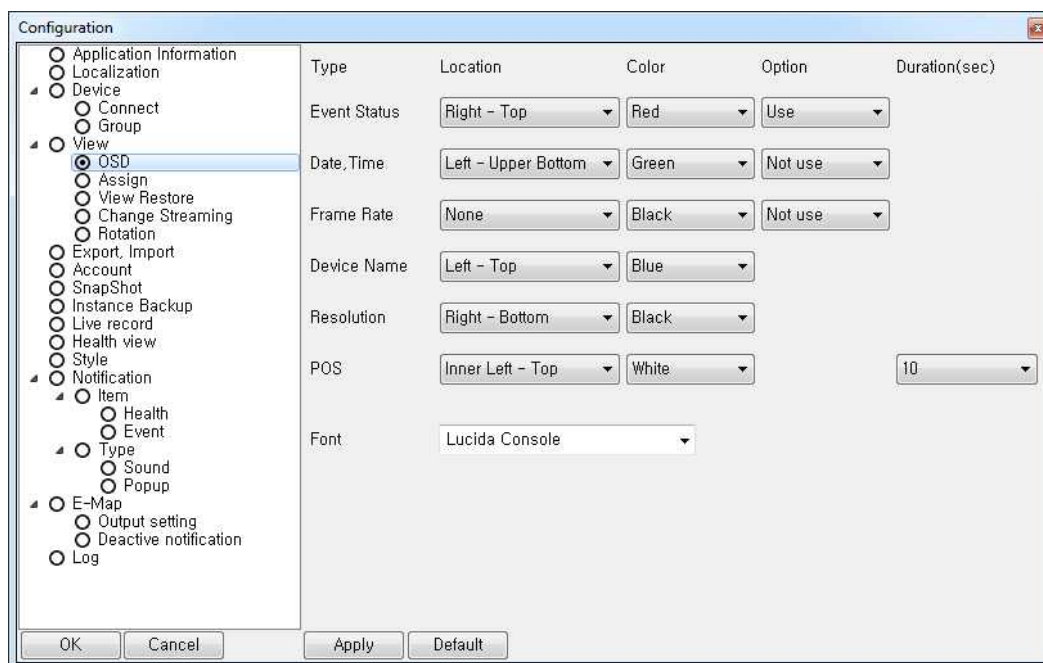 Configuration
Application Information
Localization
Device
Connect
Group
View
OSD
Assign
View Restore
Change Streaming
Rotation
Export, Import
Account
SnapShot
Instance Backup
Live record
Health view
Style
Notification
Item
Health
Event
Type
Sound
Popup
E-Map
Output setting
Deactive notification
Log
OK Cancel
Type Location Color Option Duration(sec)
Event Status Right - Top Red Use
Date,Time Left - Upper Bottom Green Not use
Frame Rate None Black Not use
Device Name Left - Top Blue
Resolution Right - Bottom Black
POS Inner Left - Top White 10
Font Lucida Console
Apply Default